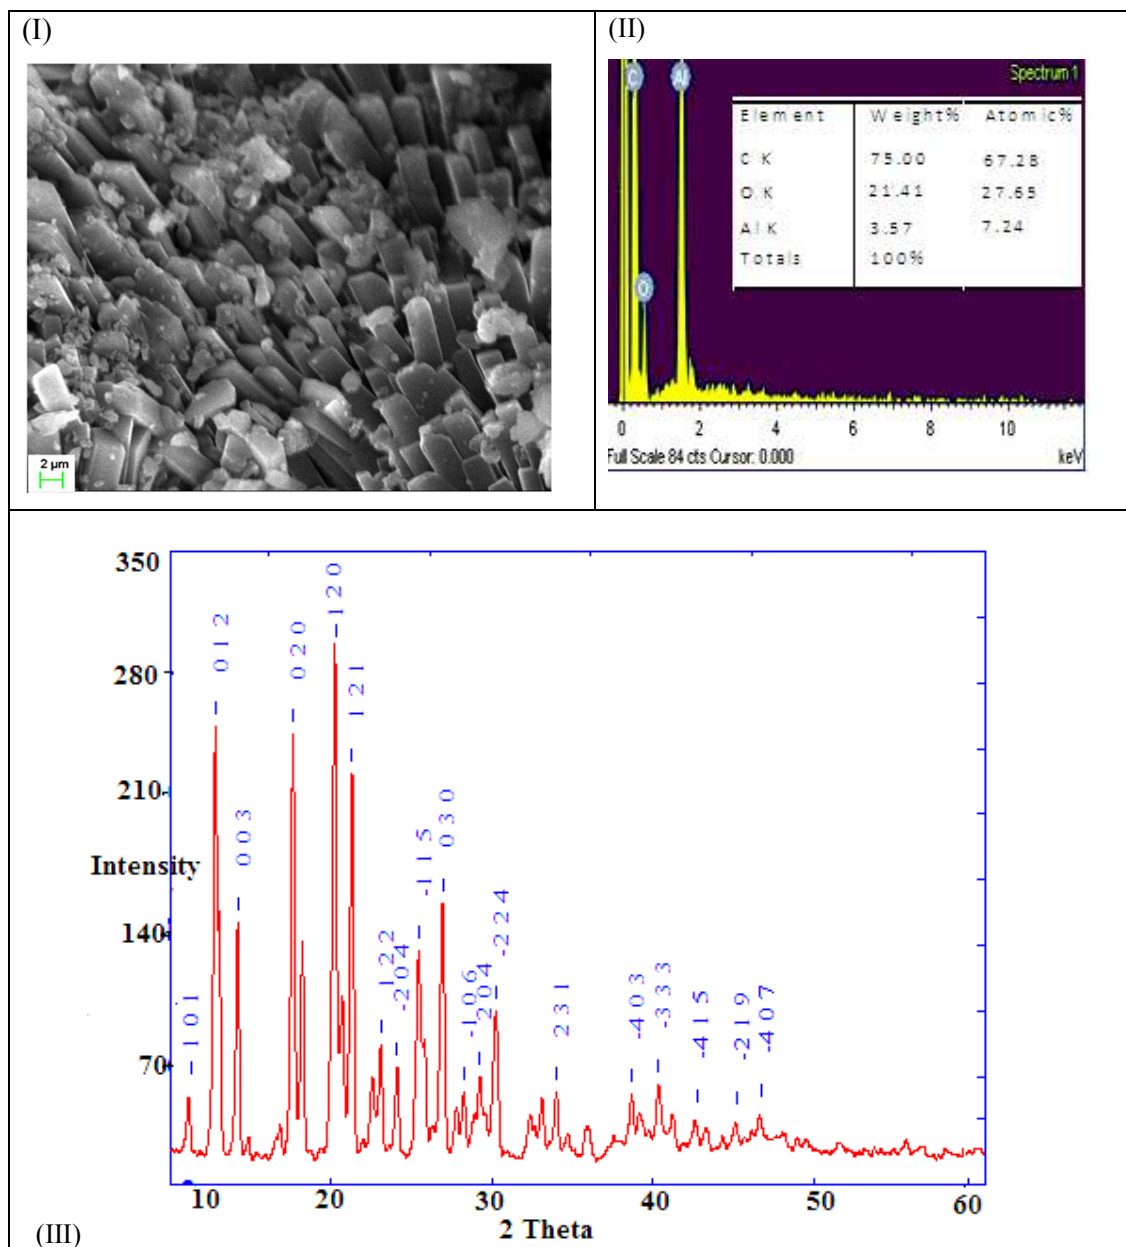 (I)
2 µm
(II)
C
Al
O
Spectrum 1
Element Weight% Atomic%
C K 75.00 67.28
O K 21.41 27.65
Al K 3.57 7.24
Totals 100%
0 2 4 6 8 10
Full Scale 84 cts Cursor: 0.000 keV
350
280
210
140
70
Intensity
1 0 1
0 1 2
0 0 3
0 2 0
1 2 0
1 2 1
1 2 2
-2 0 4
-1 1 5
0 3 0
-1 0 6
2 0 4
-2 2 4
2 3 1
-4 0 3
-3 3 3
-4 1 5
-2 1 9
-4 0 7
10 20 30 40 50 60
2 Theta
(III)